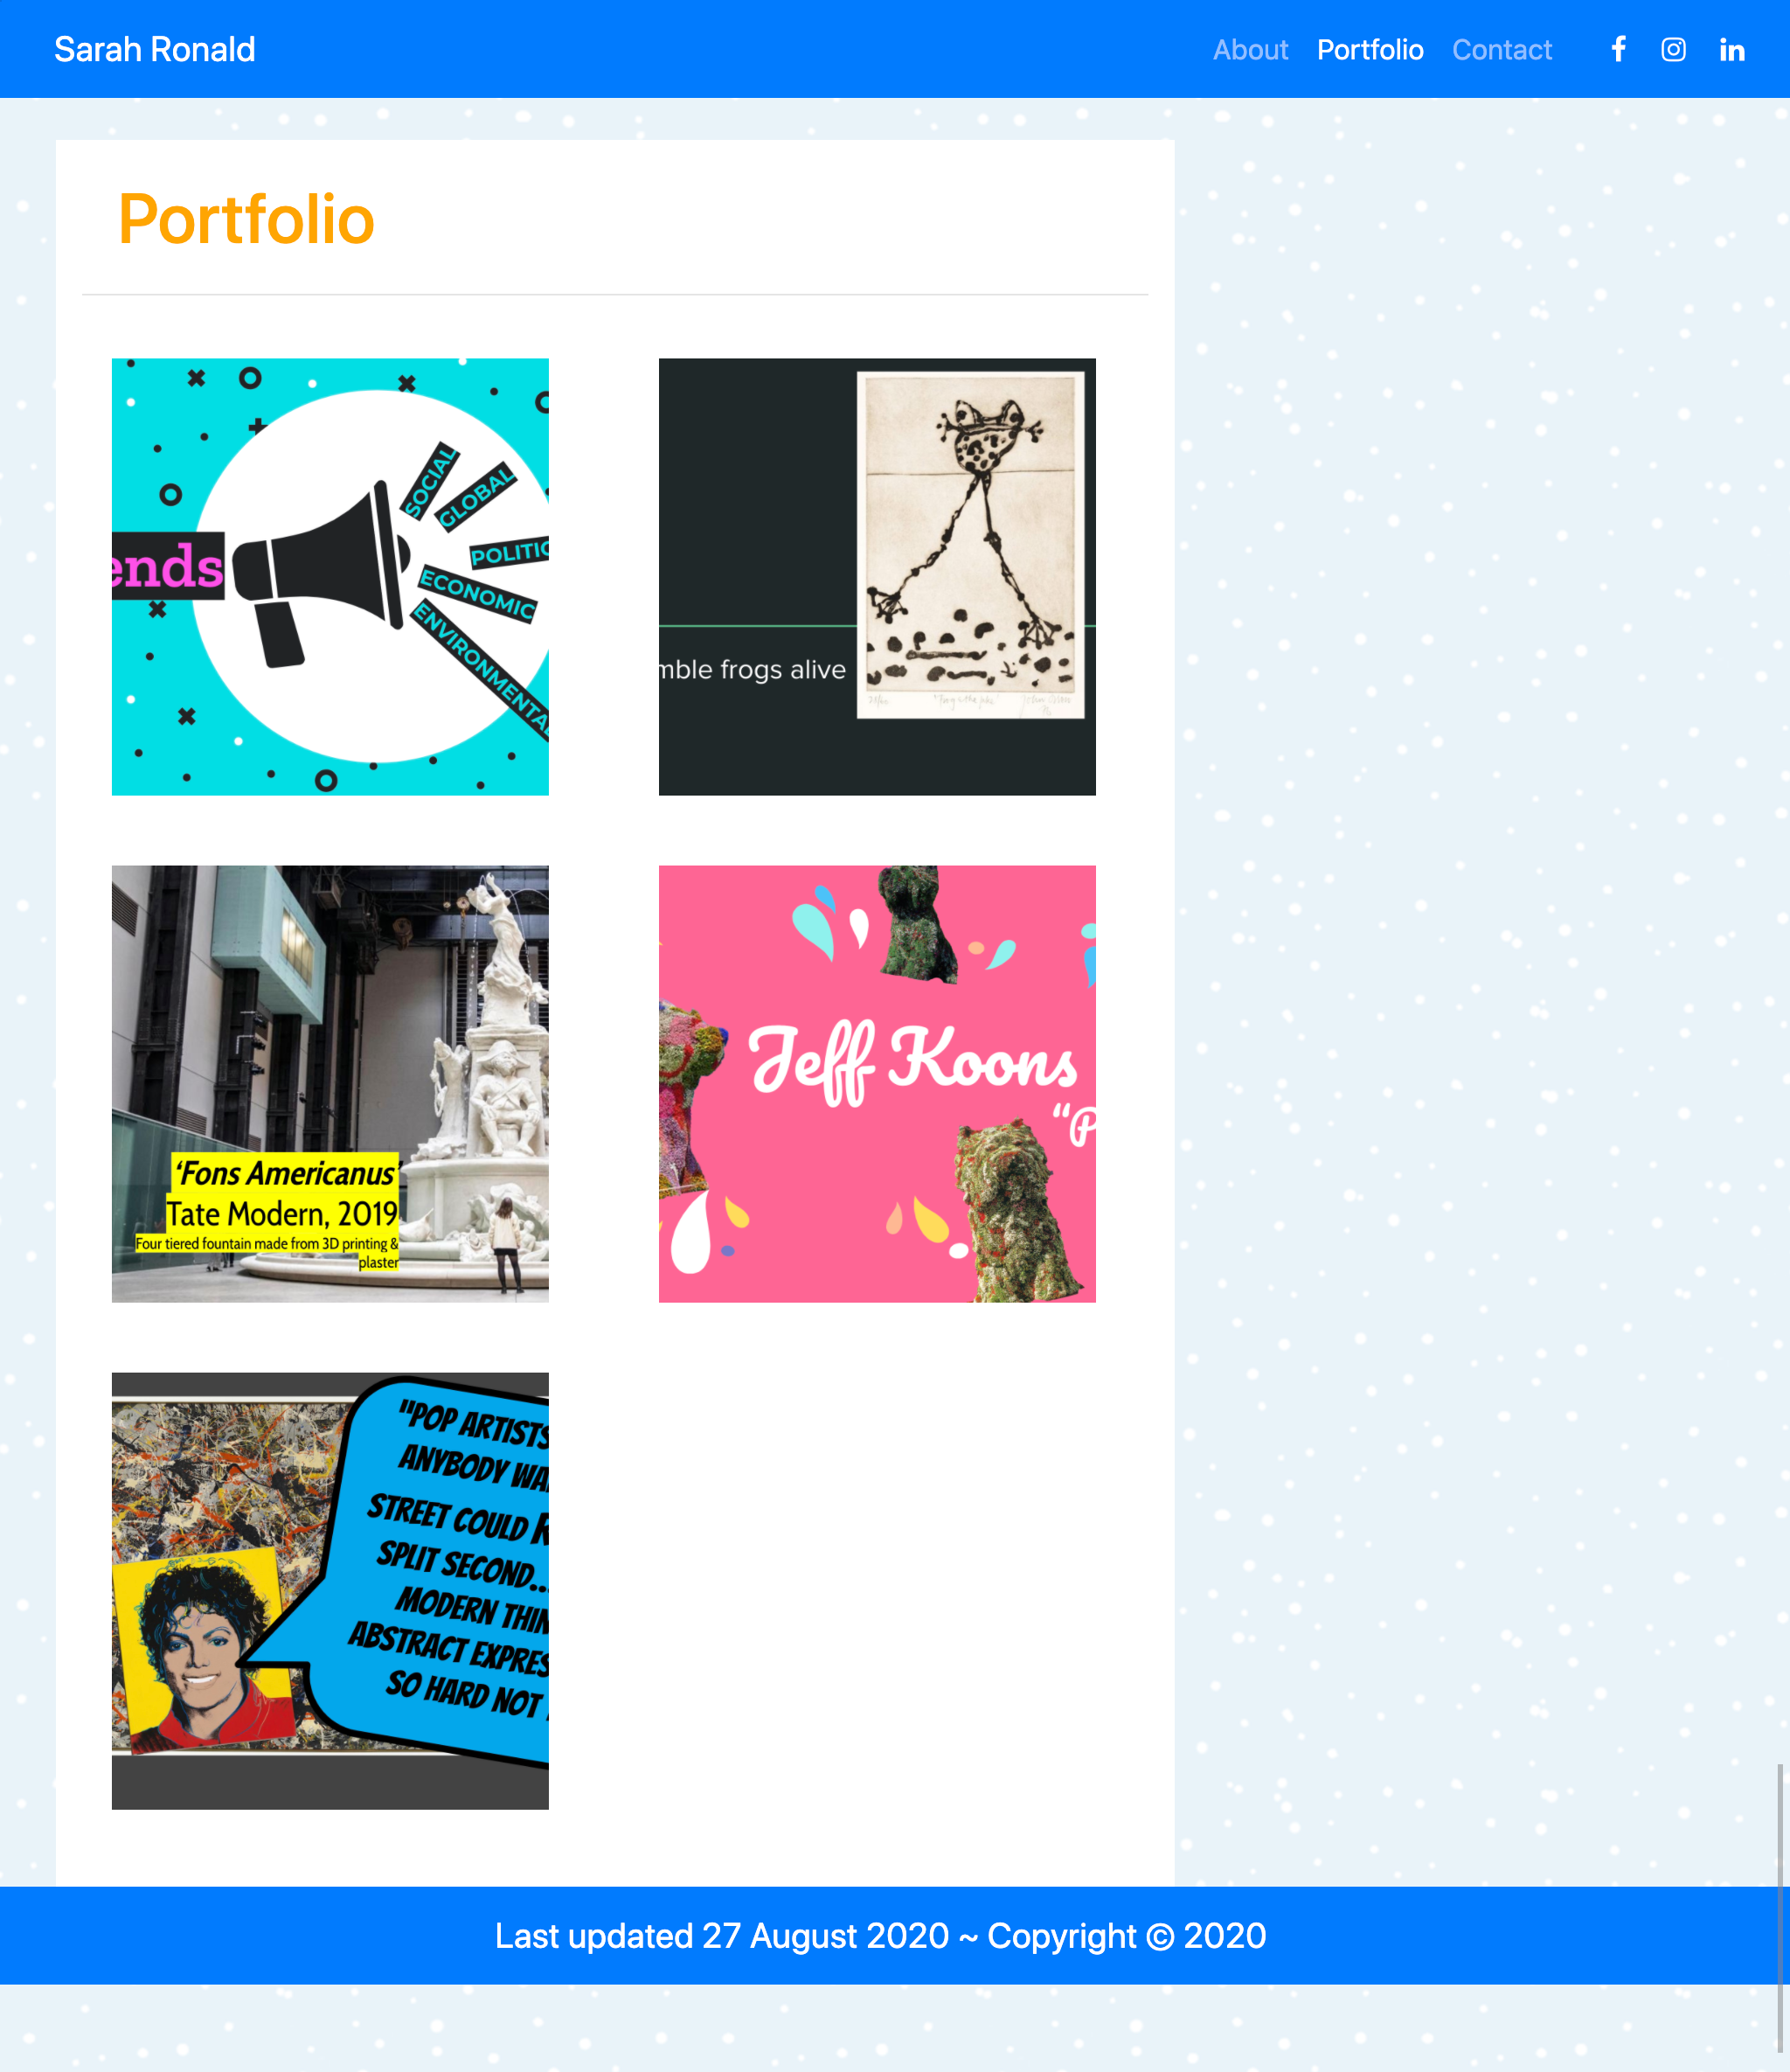 Sarah Ronald
About Portfolio Contact
Portfolio
ends
SOCIAL
GLOBAL
POLITIC
ECONOMIC
ENVIRONMENTA
mble frogs alive
‘Fons Americanus’
Tate Modern, 2019
Four tiered fountain made from 3D printing &
plaster
Jeff Koons
“P
"POP ARTISTS
ANYBODY WA
STREET COULD R
SPLIT SECOND...
MODERN THIN
ABSTRACT EXPRES
SO HARD NOT
Last updated 27 August 2020 ~ Copyright © 2020